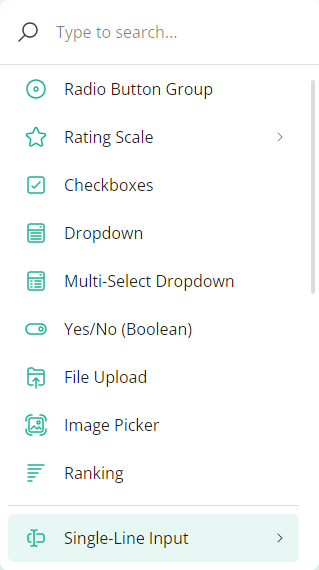 Type to search...
Radio Button Group
Rating Scale
Checkboxes
Dropdown
Multi-Select Dropdown
Yes/No (Boolean)
File Upload
Image Picker
Ranking
Single-Line Input